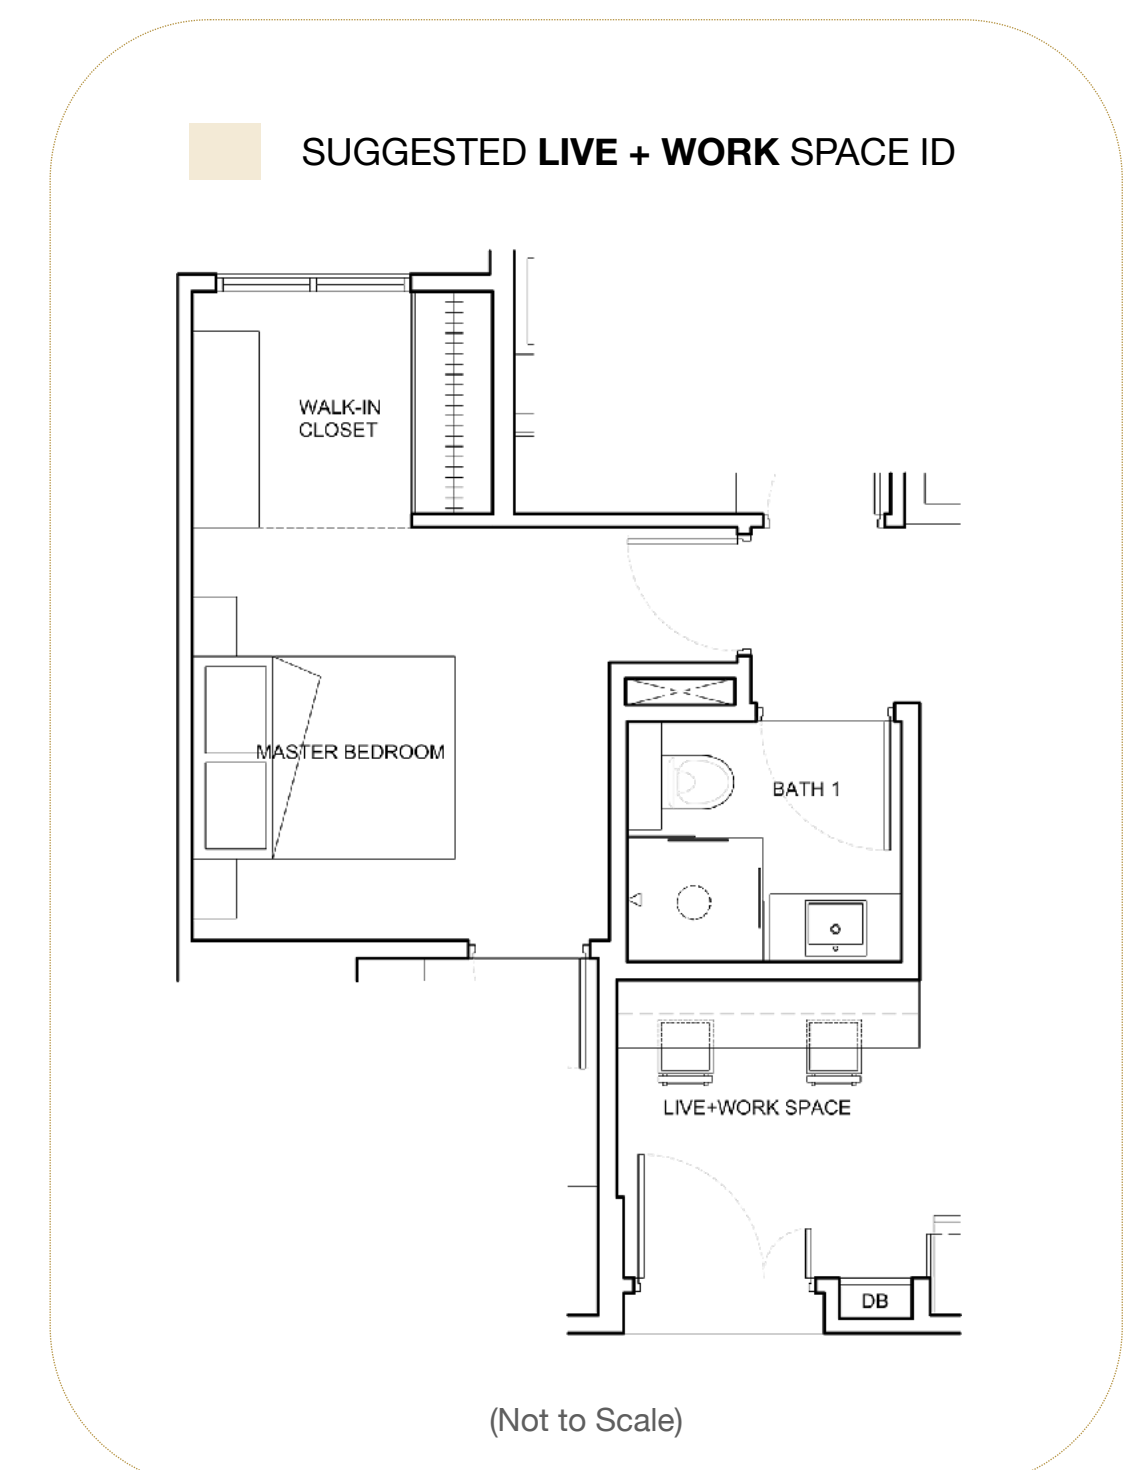 SUGGESTED LIVE + WORK SPACE ID
WALK-IN
CLOSET
MASTER BEDROOM
BATH 1
LIVE+WORK SPACE
DB
(Not to Scale)